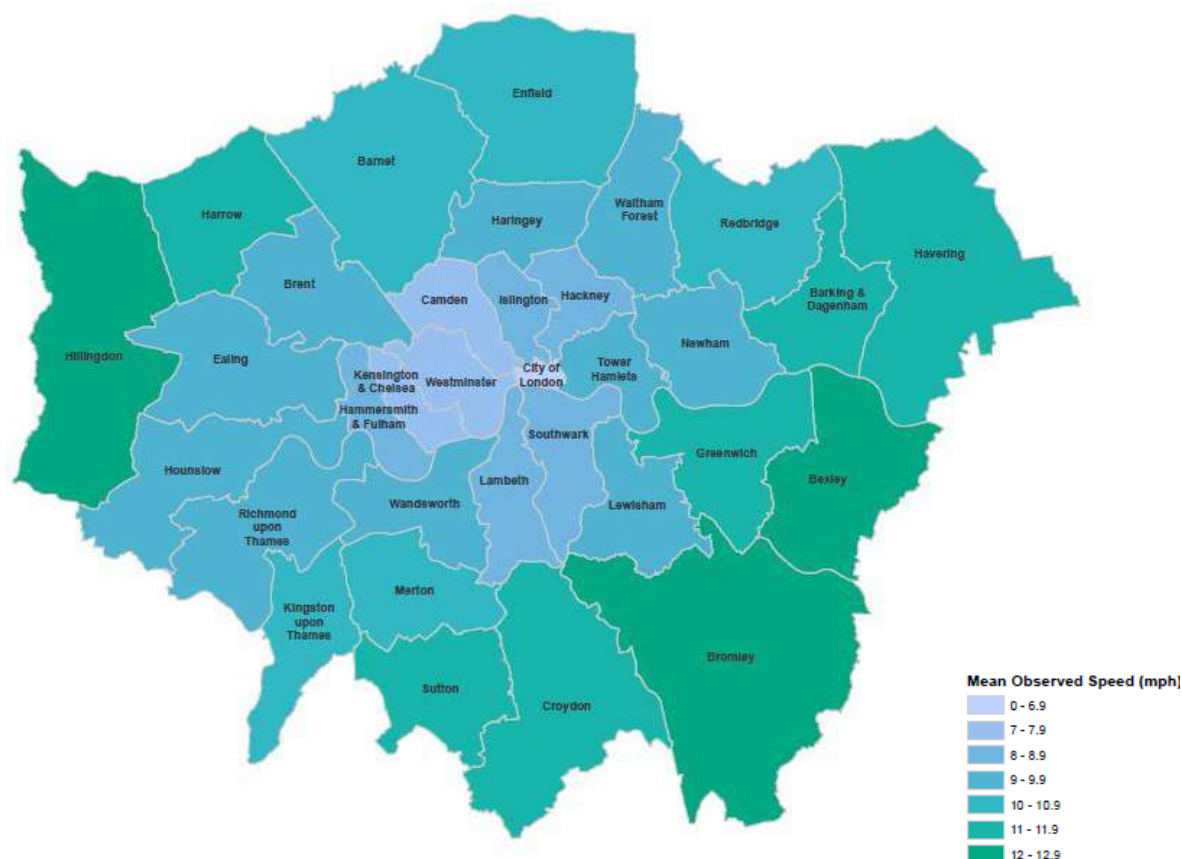 Enfield
Barnet
Harrow
Haringey
Waltham
Forest
Redbridge
Havering
Brent
Camden
Islington
Hackney
Barking &
Dagenham
Hillingdon
Ealing
Kensington
& Chelsea
Westminster
City of
London
Tower
Hamlets
Newham
Hammersmith
& Fulham
Southwark
Greenwich
Bexley
Hounslow
Richmond
upon
Thames
Wandsworth
Lambeth
Lewisham
Kingston
upon
Thames
Merton
Sutton
Croydon
Bromley
Mean Observed Speed (mph)
0 - 6.9
7 - 7.9
8 - 8.9
9 - 9.9
10 - 10.9
11 - 11.9
12 - 12.9